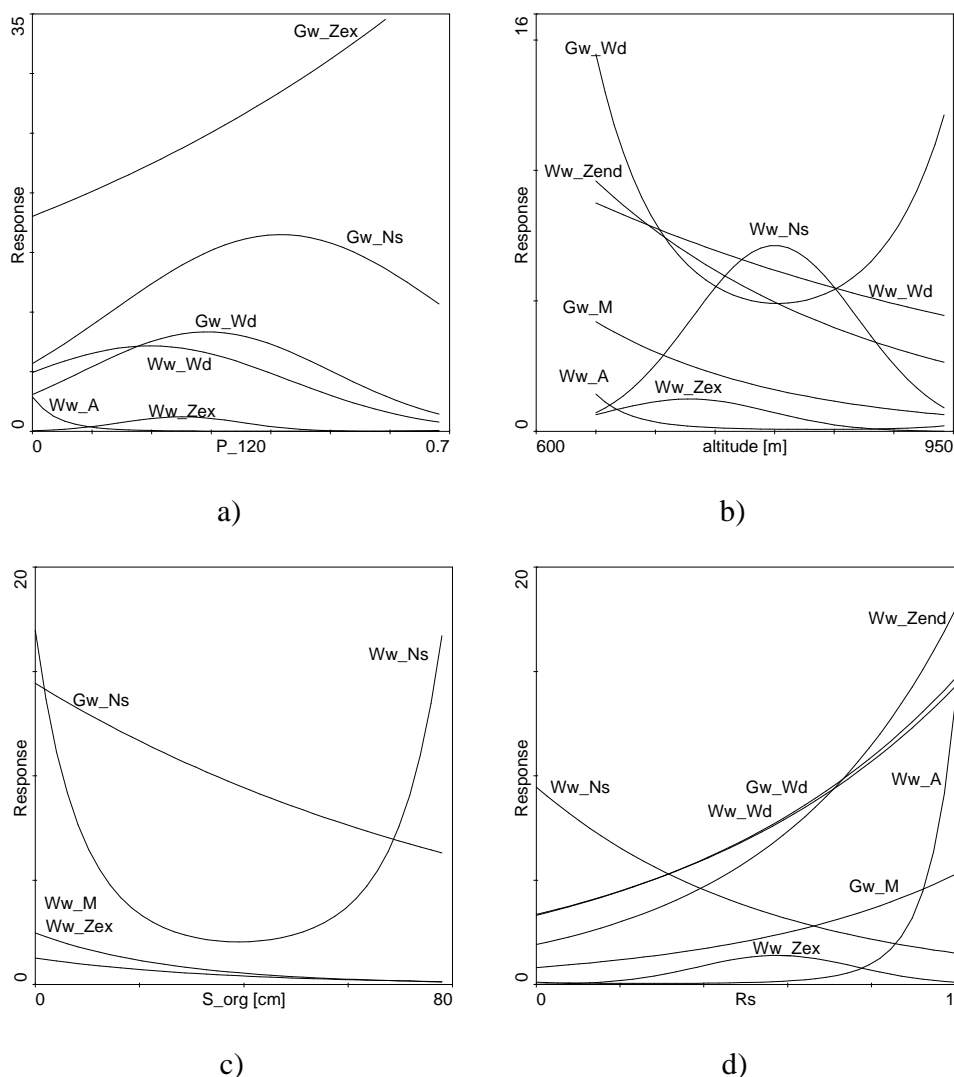 35
Gw_Zex
Gw_Ns
Gw_Wd
Ww_Wd
Ww_A
Ww_Zex
Response
0
0
P_120
0.7
a)
16
Gw_Wd
Ww_Zend
Ww_Ns
Ww_Wd
Gw_M
Ww_A
Ww_Zex
Response
0
600
altitude [m]
950
b)
20
Ww_Ns
Gw_Ns
Ww_M
Ww_Zex
Response
0
0
S_org [cm]
80
c)
20
Ww_Zend
Ww_Ns
Gw_Wd
Ww_Wd
Ww_A
Gw_M
Ww_Zex
Response
0
0
Rs
1
d)